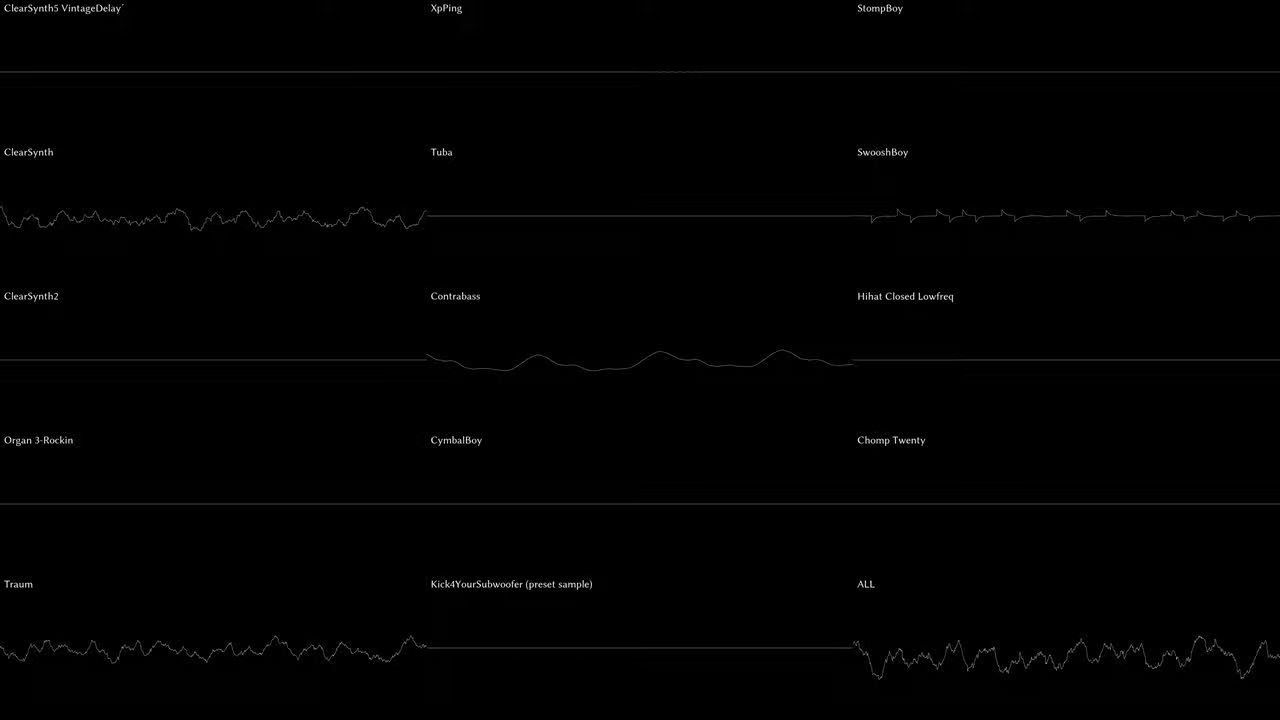 ClearSynth5 VintageDelay´
XpPing
StompBoy
ClearSynth
Tuba
SwooshBoy
ClearSynth2
Contrabass
Hihat Closed Lowfreq
Organ 3-Rockin
CymbalBoy
Chomp Twenty
Traum
Kick4YourSubwoofer (preset sample)
ALL